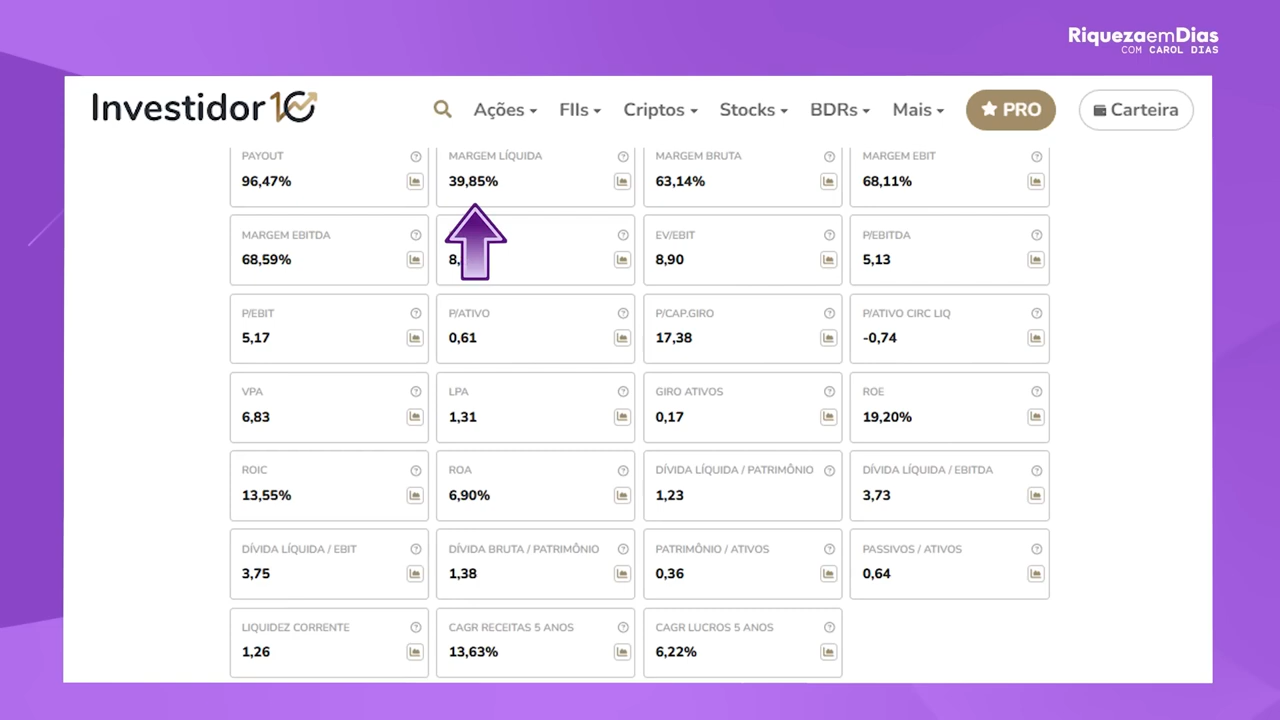 RiquezaemDias
COM CAROL DIAS
Investidor10
Ações FIIs Criptos Stocks BDRs Mais PRO Carteira
PAYOUT MARGEM LÍQUIDA MARGEM BRUTA MARGEM EBIT
96,47% 39,85% 63,14% 68,11%
MARGEM EBITDA EV/EBIT P/EBITDA
68,59% 8, 8,90 5,13
P/EBIT P/ATIVO P/CAP.GIRO P/ATIVO CIRC LIQ
5,17 0,61 17,38 -0,74
VPA LPA GIRO ATIVOS ROE
6,83 1,31 0,17 19,20%
ROIC ROA DÍVIDA LÍQUIDA / PATRIMÔNIO DÍVIDA LÍQUIDA / EBITDA
13,55% 6,90% 1,23 3,73
DÍVIDA LÍQUIDA / EBIT DÍVIDA BRUTA / PATRIMÔNIO PATRIMÔNIO / ATIVOS PASSIVOS / ATIVOS
3,75 1,38 0,36 0,64
LIQUIDEZ CORRENTE CAGR RECEITAS 5 ANOS CAGR LUCROS 5 ANOS
1,26 13,63% 6,22%